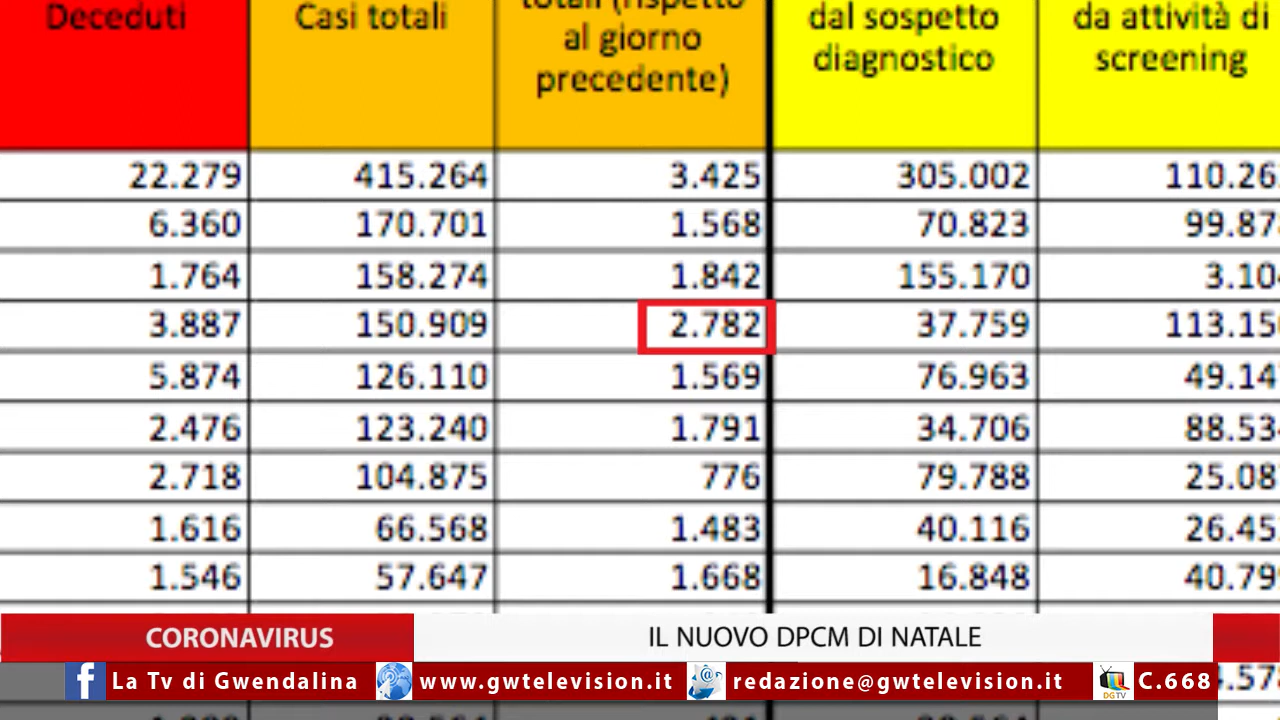 Deceduti Casi totali totali (rispetto al giorno precedente) dal sospetto diagnostico da attività di screening
22.279 415.264 3.425 305.002
6.360 170.701 1.568 70.823
1.764 158.274 1.842 155.170
3.887 150.909 2.782 37.759
5.874 126.110 1.569 76.963
2.476 123.240 1.791 34.706
2.718 104.875 776 79.788
1.616 66.568 1.483 40.116
1.546 57.647 1.668 16.848
CORONAVIRUS IL NUOVO DPCM DI NATALE
La Tv di Gwendalina www.gwtelevision.it redazione@gwtelevision.it DGTV C.668